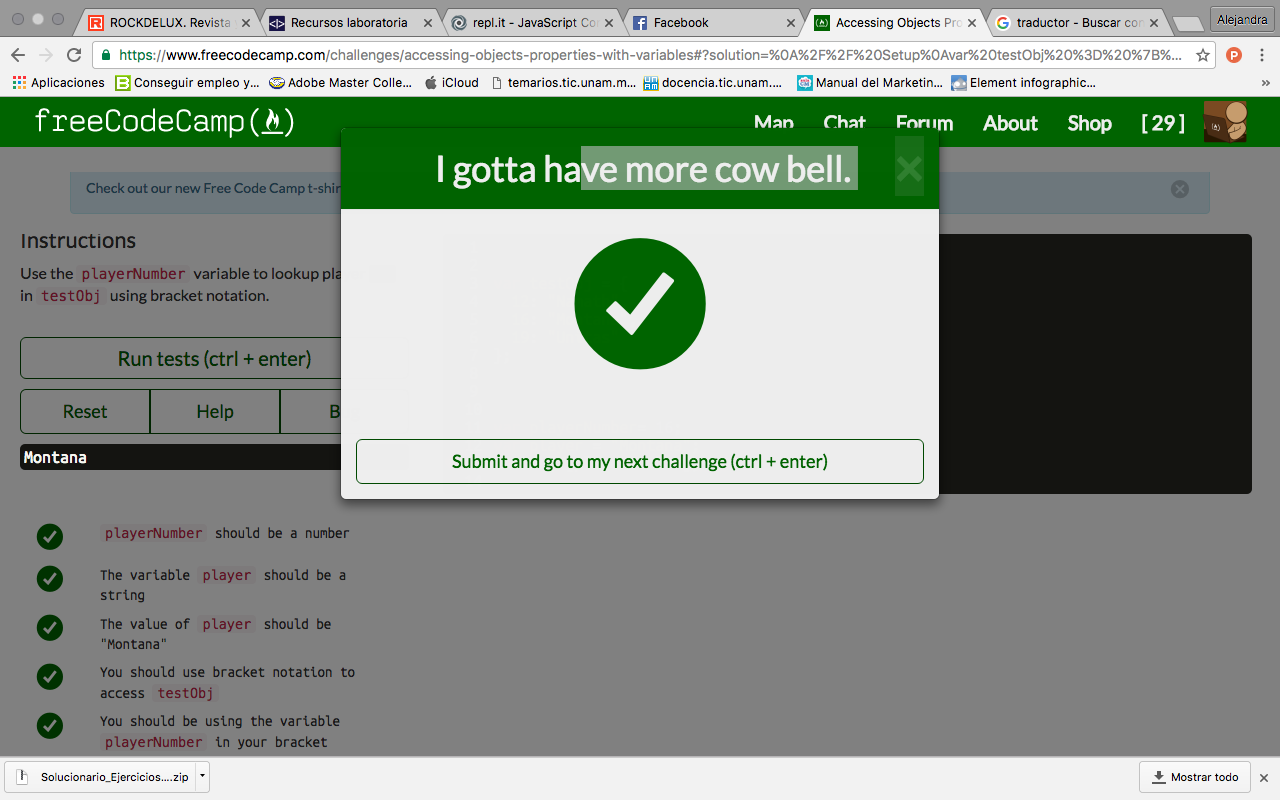 ROCKDELUX. Revista
Recursos laboratoria
repl.it - JavaScript Co
Facebook
Accessing Objects Pro
traductor - Buscar con
Alejandra
https://www.freecodecamp.com/challenges/accessing-objects-properties-with-variables#?solution=%0A%2F%2F%20Setup%0Avar%20testObj%20%3D%20%7B%...
Aplicaciones
Conseguir empleo y...
Adobe Master Colle...
iCloud
temarios.tic.unam.m...
docencia.tic.unam....
Manual del Marketin...
Element infographic...
»
freeCodeCamp
Map
Chat
Forum
About
Shop
[ 29 ]
I gotta have more cow bell.
Check out our new Free Code Camp t-shir
Instructions
Use the playerNumber variable to lookup pla
in testObj using bracket notation.
Run tests (ctrl + enter)
Reset
Help
B
Montana
Submit and go to my next challenge (ctrl + enter)
playerNumber should be a number
The variable player should be a
string
The value of player should be
"Montana"
You should use bracket notation to
access testObj
You should be using the variable
playerNumber in your bracket
Solucionario_Ejercicios....zip
Mostrar todo